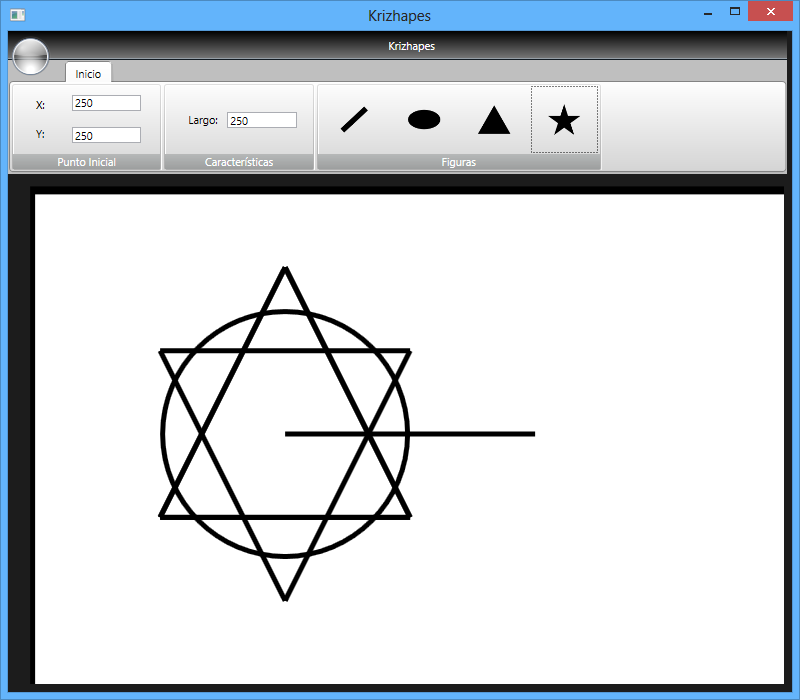 Krizhapes
Krizhapes
Inicio
X: 250
Y: 250
Punto Inicial
Largo: 250
Características
Figuras